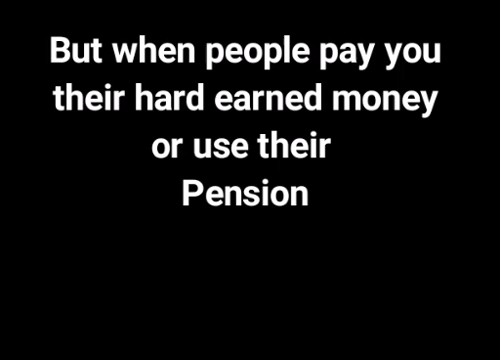 But when people pay you
their hard earned money
or use their
Pension